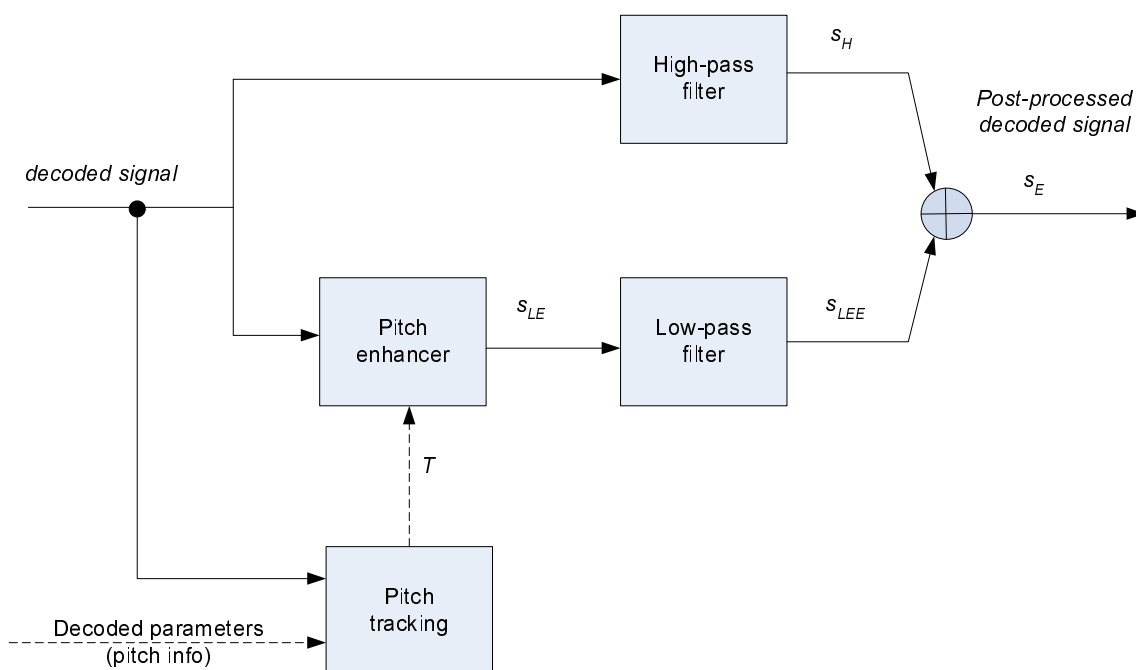 s_H
High-pass
filter
Post-processed
decoded signal
decoded signal
s_E
Pitch
enhancer
s_LE
Low-pass
filter
s_LEE
T
Pitch
tracking
Decoded parameters
(pitch info)